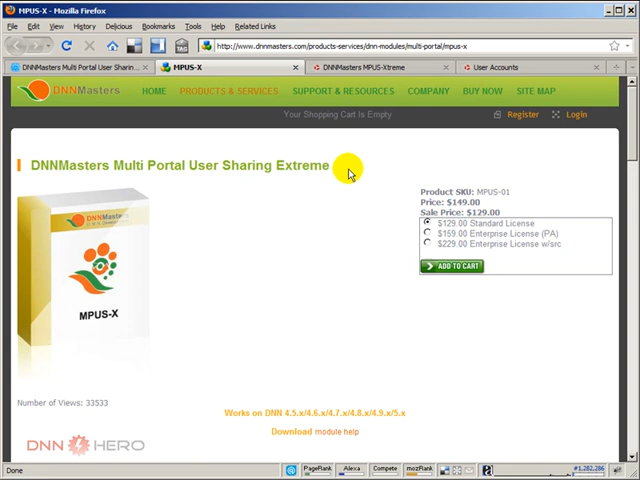 MPUS-X - Mozilla Firefox
File Edit View History Delicious Bookmarks Tools Help Related Links
TAG
http://www.dnnmasters.com/products-services/dnn-modules/multi-portal/mpus-x
DNNMasters Multi Portal User Sharin...
MPUS-X
DNNMasters MPUS-Xtreme
User Accounts
DNNMasters HOME PRODUCTS & SERVICES SUPPORT & RESOURCES COMPANY BUY NOW SITE MAP
Your Shopping Cart Is Empty Register Login
DNNMasters Multi Portal User Sharing Extreme
Product SKU: MPUS-01
Price: $149.00
Sale Price: $129.00
$129.00 Standard License
$159.00 Enterprise License (PA)
$229.00 Enterprise License w/src
ADD TO CART
DNNMasters
MPUS-X
Number of Views: 33533
Works on DNN 4.5.x/4.6.x/4.7.x/4.8.x/4.9.x/5.x
Download module help
DNN HERO
Done
PageRank Alexa Compete mozRank #1,282,286